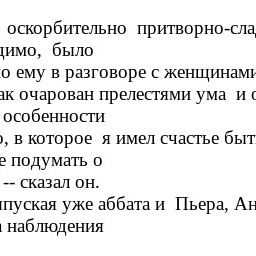 оскорбительно притворно-сла
димо, было
о ему в разговоре с женщинами
ак очарован прелестями ума и о
особенности
о, в которое я имел счастье быт
е подумать о
-- сказал он.
пуская уже аббата и Пьера, Ан
а наблюдения